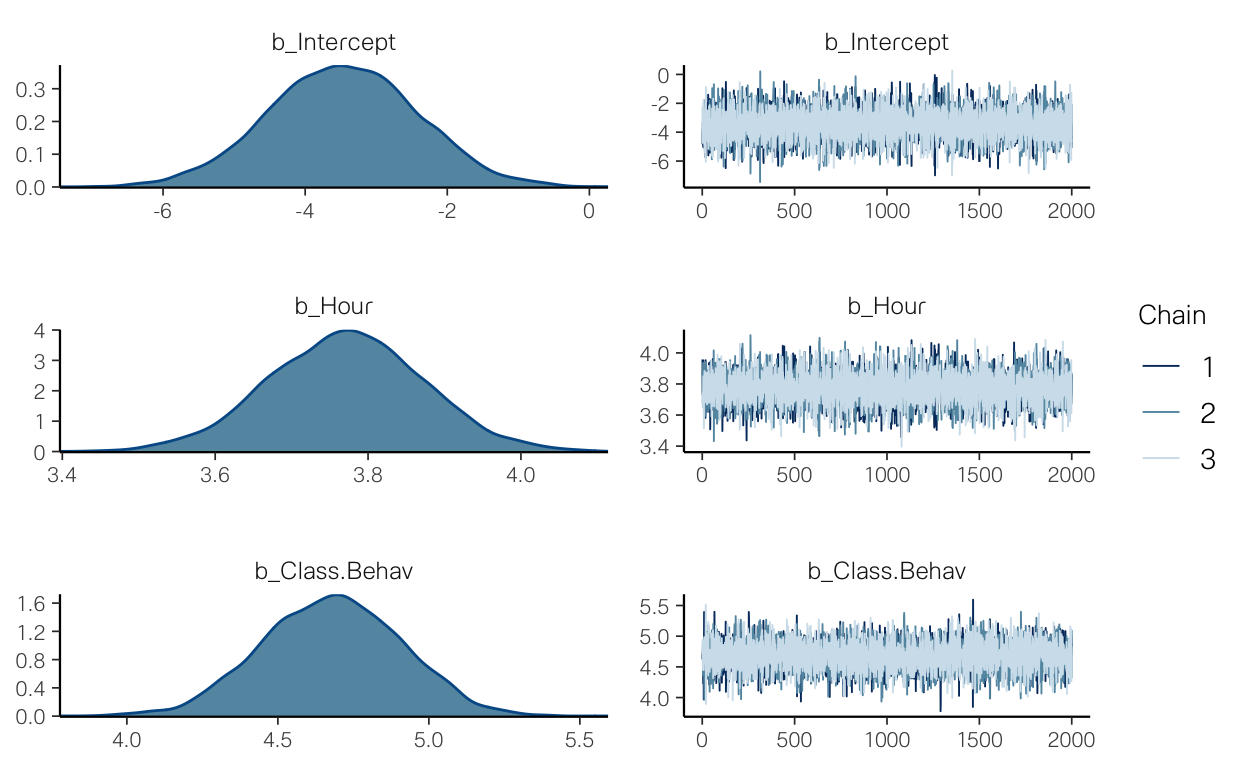 b_Intercept
0.3
0.2
0.1
0.0
-6 -4 -2 0
b_Intercept
0
-2
-4
-6
0 500 1000 1500 2000
b_Hour
4
3
2
1
0
3.4 3.6 3.8 4.0
b_Hour
4.0
3.8
3.6
3.4
0 500 1000 1500 2000
Chain
1
2
3
b_Class.Behav
1.6
1.2
0.8
0.4
0.0
4.0 4.5 5.0 5.5
b_Class.Behav
5.5
5.0
4.5
4.0
0 500 1000 1500 2000